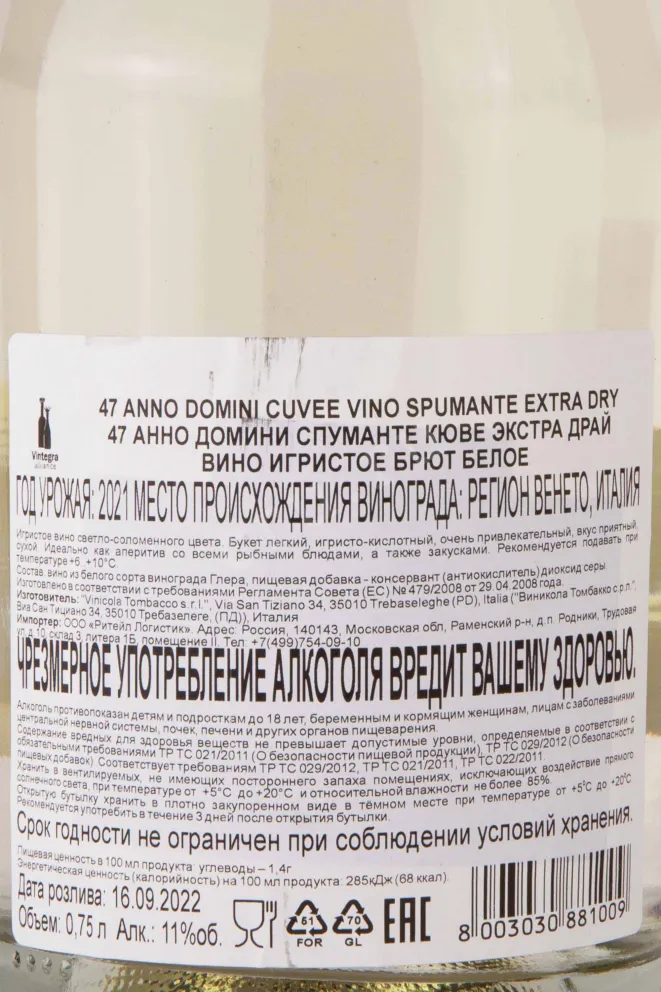 47 ANNO DOMINI CUVEE VINO SPUMANTE EXTRA DRY
47 АННО ДОМИНИ СПУМАНТЕ КЮВЕ ЭКСТРА ДРАЙ
ВИНО ИГРИСТОЕ БРЮТ БЕЛОЕ
Vintegra
alliance
ГОД УРОЖАЯ: 2021 МЕСТО ПРОИСХОЖДЕНИЯ ВИНОГРАДА: РЕГИОН ВЕНЕТО, ИТАЛИЯ
Игристое вино светло-соломенного цвета. Букет легкий, игристо-кислотный, очень привлекательный, вкус приятный,
сухой. Идеально как аперитив со всеми рыбными блюдами, а также закусками. Рекомендуется подавать при
температуре +6 +10°С.
Состав: вино из белого сорта винограда Глера, пищевая добавка - консервант (антиокислитель) диоксид серы.
Изготовлено в соответствии с требованиями Регламента Совета (ЕС) №479/2008 от 29.04.2008 года.
Изготовитель: "Vinicola Tombacco s.r.l.", Via San Tiziano 34, 35010 Trebaseleghe (PD), Italia ("Виникола Томбакко с.р.л.",
Виа Сан Тициано 34, 35010 Требазелеге, (ПД)), Италия
Импортер: ООО «Ритейл Логистик». Адрес: Россия, 140143, Московская обл, Раменский р-н, д.п. Родники, Трудовая
ул, д 10, склад 3, литера 1Б, помещение II. Тел: +7(499)754-09-10
ЧРЕЗМЕРНОЕ УПОТРЕБЛЕНИЕ АЛКОГОЛЯ ВРЕДИТ ВАШЕМУ ЗДОРОВЬЮ.
Алкоголь противопоказан детям и подросткам до 18 лет, беременным и кормящим женщинам, лицам с заболеваниями
центральной нервной системы, почек, печени и других органов пищеварения.
Содержание вредных для здоровья веществ не превышает допустимые уровни, определяемые в соответствии с
обязательными требованиями ТР ТС 021/2011 (О безопасности пищевой продукции), ТР ТС 029/2012 (О безопасности
пищевых добавок) Соответствует требованиям ТР ТС 029/2012, ТР ТС 021/2011, ТР ТС 022/2011.
Хранить в вентилируемых, не имеющих постороннего запаха помещениях, исключающих воздействие прямого
солнечного света, при температуре от +5°С до +20°С и относительной влажности не более 85%.
Открытую бутылку хранить в плотно закупоренном виде в тёмном месте при температуре от +5°С до +20°С
Рекомендуется употребить в течение 3 дней после открытия бутылки.
Срок годности не ограничен при соблюдении условий хранения.
Пищевая ценность в 100 мл продукта: углеводы – 1,4г
Энергетическая ценность (калорийность) на 100 мл продукта: 285кДж (68 ккал).
Дата розлива: 16.09.2022
Объем: 0,75 л Алк.: 11%об.
51
FOR
70
GL
EAC
8 003030 881009